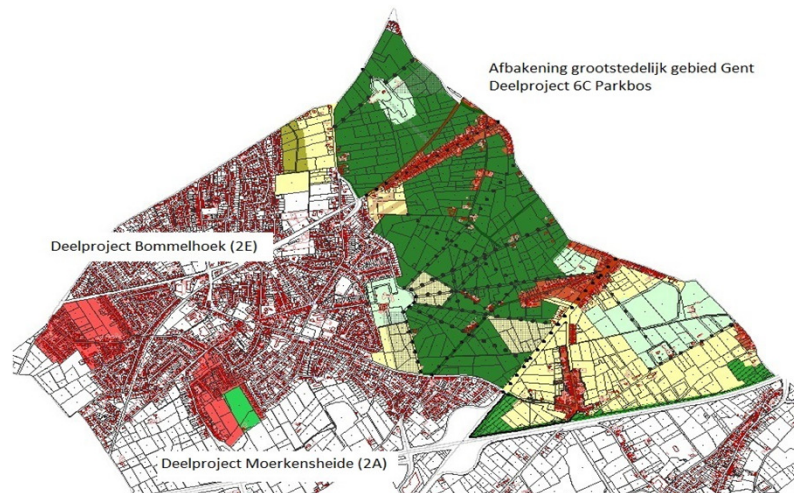 Afbakening grootstedelijk gebied Gent
Deelproject 6C Parkbos
Deelproject Bommelhoek (2E)
Deelproject Moerkensheide (2A)